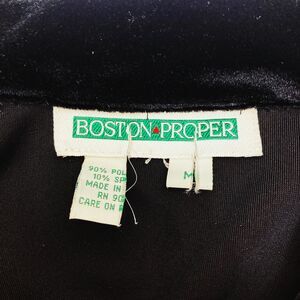 BOSTON PROPER
90% POL
10% SP
MADE IN
RN 90
CARE ON
M